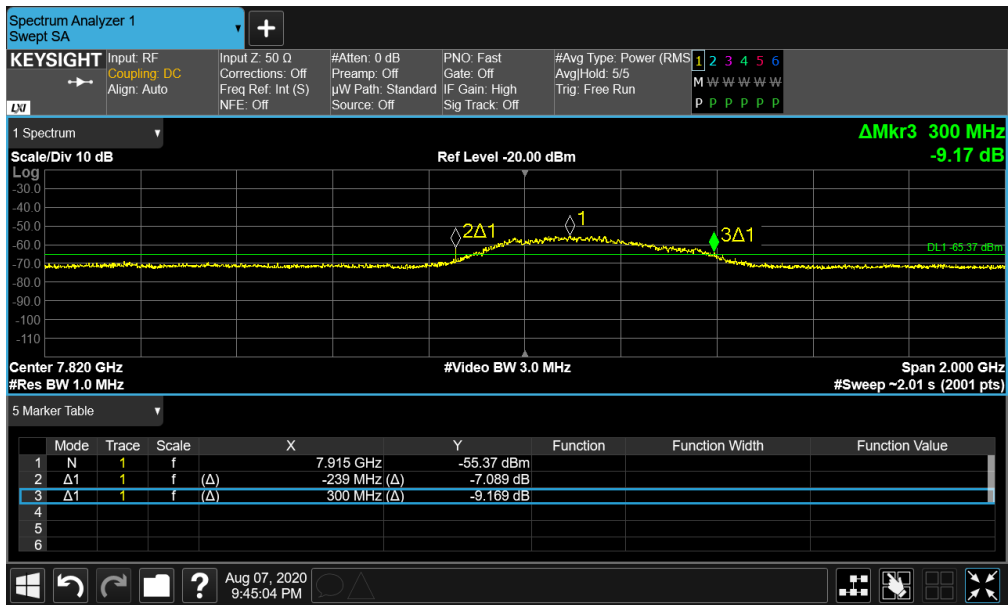 Spectrum Analyzer 1
Swept SA
KEYSIGHT
LXI
Input: RF
Coupling: DC
Align: Auto
Input Z: 50 Ω
Corrections: Off
Freq Ref: Int (S)
NFE: Off
#Atten: 0 dB
Preamp: Off
µW Path: Standard
Source: Off
PNO: Fast
Gate: Off
IF Gain: High
Sig Track: Off
#Avg Type: Power (RMS
Avg|Hold: 5/5
Trig: Free Run
1 2 3 4 5 6
M W W W W W
P P P P P P
1 Spectrum
ΔMkr3 300 MHz
-9.17 dB
Scale/Div 10 dB
Ref Level -20.00 dBm
Log
-30.0
-40.0
-50.0
-60.0
-70.0
-80.0
-90.0
-100
-110
2Δ1
1
3Δ1
DL1 -65.37 dBm
Center 7.820 GHz
#Video BW 3.0 MHz
Span 2.000 GHz
#Res BW 1.0 MHz
#Sweep ~2.01 s (2001 pts)
5 Marker Table
Mode Trace Scale X Y Function Function Width Function Value
1 N 1 f 7.915 GHz -55.37 dBm
2 Δ1 1 f (Δ) -239 MHz (Δ) -7.089 dB
3 Δ1 1 f (Δ) 300 MHz (Δ) -9.169 dB
4
5
6
?
Aug 07, 2020
9:45:04 PM